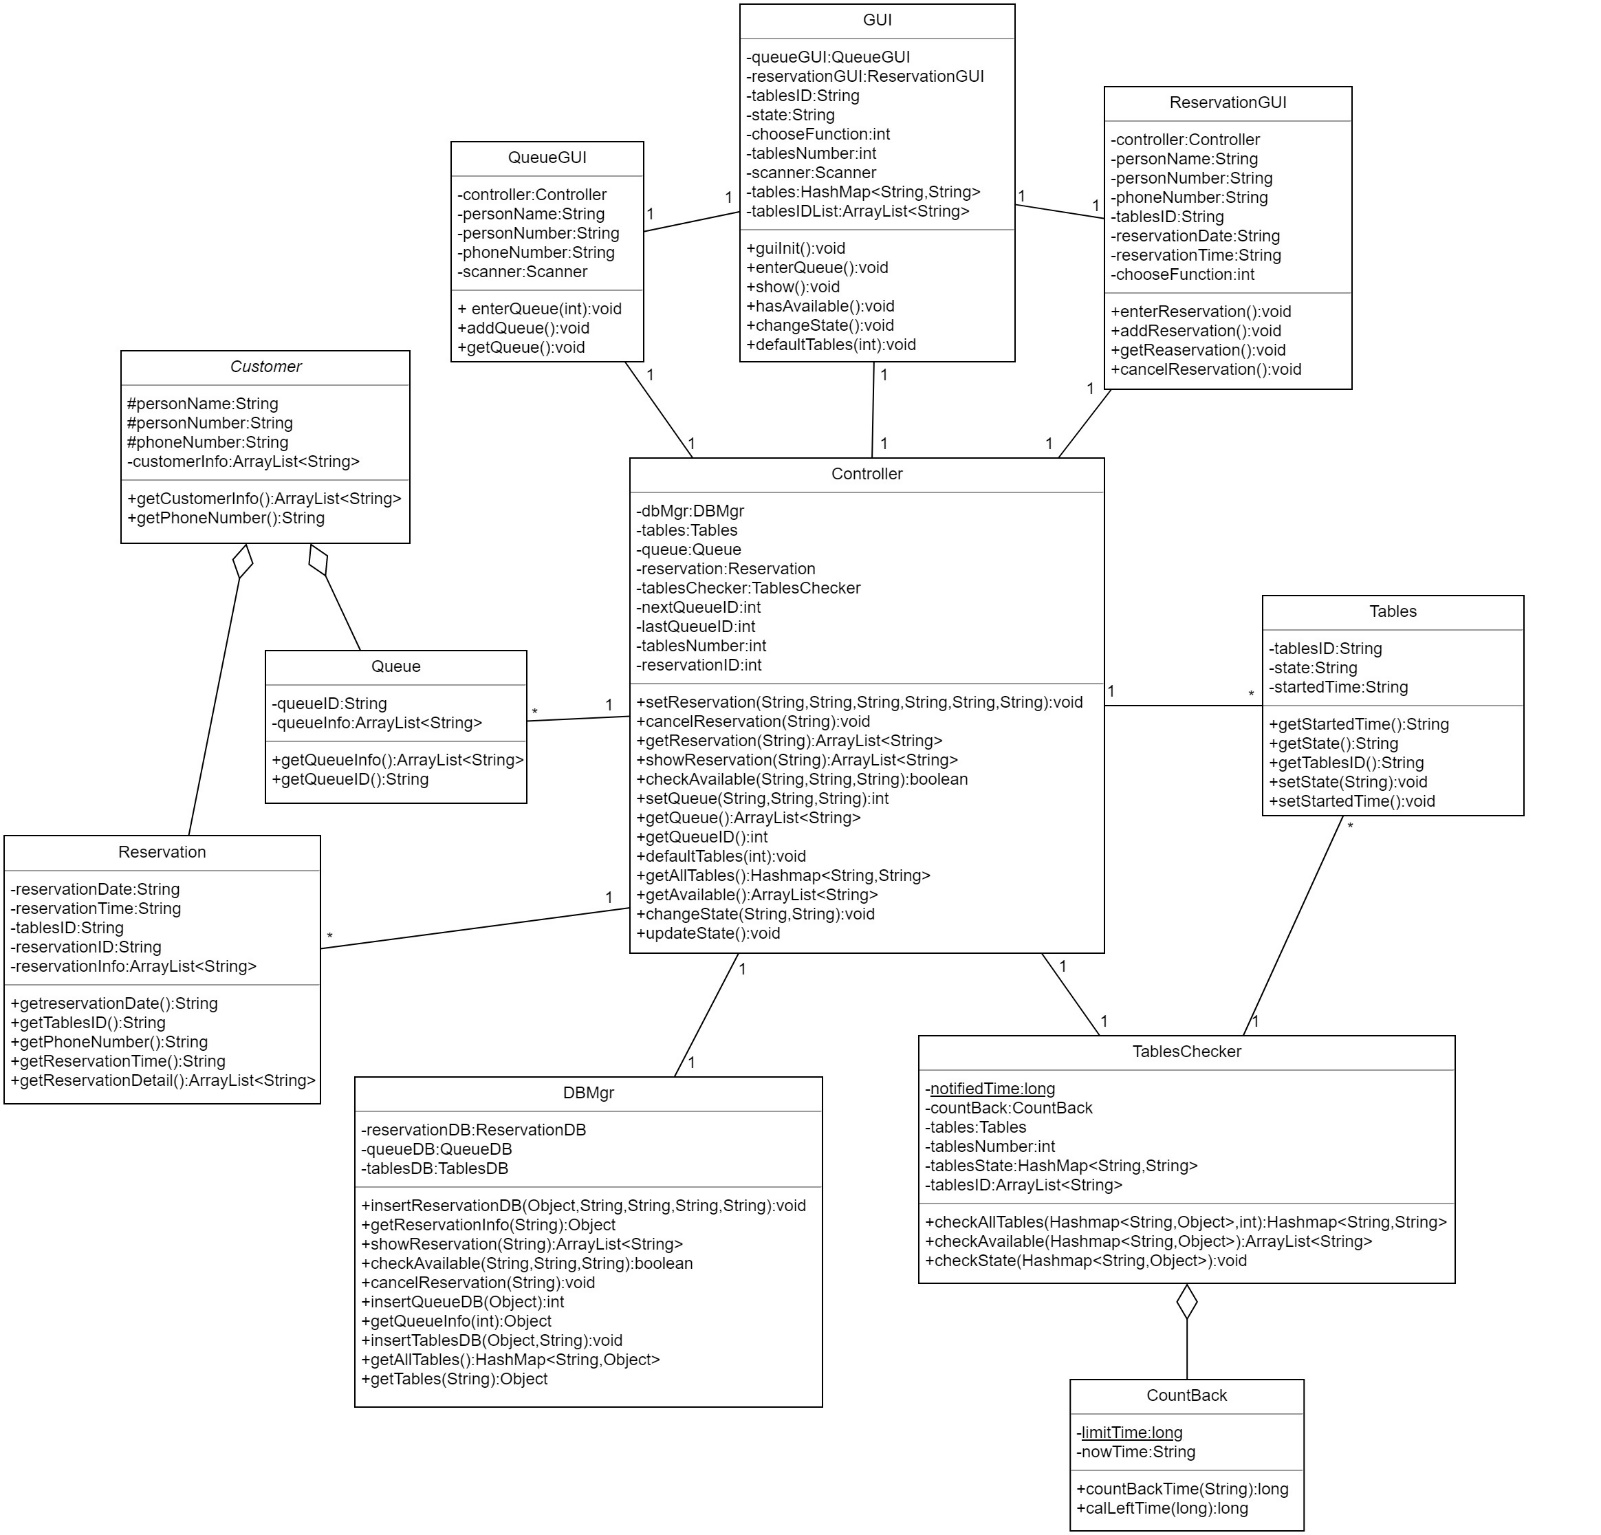 GUI
-queueGUI:QueueGUI
-reservationGUI:ReservationGUI
-tablesID:String
-state:String
-chooseFunction:int
-tablesNumber:int
-scanner:Scanner
-tables:HashMap<String,String>
-tablesIDList:ArrayList<String>
+guiInit():void
+enterQueue():void
+show():void
+hasAvailable():void
+changeState():void
+defaultTables(int):void
ReservationGUI
-controller:Controller
-personName:String
-personNumber:String
-phoneNumber:String
-tablesID:String
-reservationDate:String
-reservationTime:String
-chooseFunction:int
+enterReservation():void
+addReservation():void
+getReaservation():void
+cancelReservation():void
QueueGUI
-controller:Controller
-personName:String
-personNumber:String
-phoneNumber:String
-scanner:Scanner
+ enterQueue(int):void
+addQueue():void
+getQueue():void
1
1
1
1
1
1
1
1
1
1
Customer
#personName:String
#personNumber:String
#phoneNumber:String
-customerInfo:ArrayList<String>
+getCustomerInfo():ArrayList<String>
+getPhoneNumber():String
Controller
-dbMgr:DBMgr
-tables:Tables
-queue:Queue
-reservation:Reservation
-tablesChecker:TablesChecker
-nextQueueID:int
-lastQueueID:int
-tablesNumber:int
-reservationID:int
+setReservation(String,String,String,String,String,String):void
+cancelReservation(String):void
+getReservation(String):ArrayList<String>
+showReservation(String):ArrayList<String>
+checkAvailable(String,String,String):boolean
+setQueue(String,String,String):int
+getQueue():ArrayList<String>
+getQueueID():int
+defaultTables(int):void
+getAllTables():Hashmap<String,String>
+getAvailable():ArrayList<String>
+changeState(String,String):void
+updateState():void
Tables
-tablesID:String
-state:String
-startedTime:String
+getStartedTime():String
+getState():String
+getTablesID():String
+setState(String):void
+setStartedTime():void
1
*
Queue
-queueID:String
-queueInfo:ArrayList<String>
+getQueueInfo():ArrayList<String>
+getQueueID():String
*
1
Reservation
-reservationDate:String
-reservationTime:String
-tablesID:String
-reservationID:String
-reservationInfo:ArrayList<String>
+getreservationDate():String
+getTablesID():String
+getPhoneNumber():String
+getReservationTime():String
+getReservationDetail():ArrayList<String>
*
1
1
1
1
1
*
1
DBMgr
-reservationDB:ReservationDB
-queueDB:QueueDB
-tablesDB:TablesDB
+insertReservationDB(Object,String,String,String,String):void
+getReservationInfo(String):Object
+showReservation(String):ArrayList<String>
+checkAvailable(String,String,String):boolean
+cancelReservation(String):void
+insertQueueDB(Object):int
+getQueueInfo(int):Object
+insertTablesDB(Object,String):void
+getAllTables():HashMap<String,Object>
+getTables(String):Object
TablesChecker
-notifiedTime:long
-countBack:CountBack
-tables:Tables
-tablesNumber:int
-tablesState:HashMap<String,String>
-tablesID:ArrayList<String>
+checkAllTables(Hashmap<String,Object>,int):Hashmap<String,String>
+checkAvailable(Hashmap<String,Object>):ArrayList<String>
+checkState(Hashmap<String,Object>):void
CountBack
-limitTime:long
-nowTime:String
+countBackTime(String):long
+calLeftTime(long):long